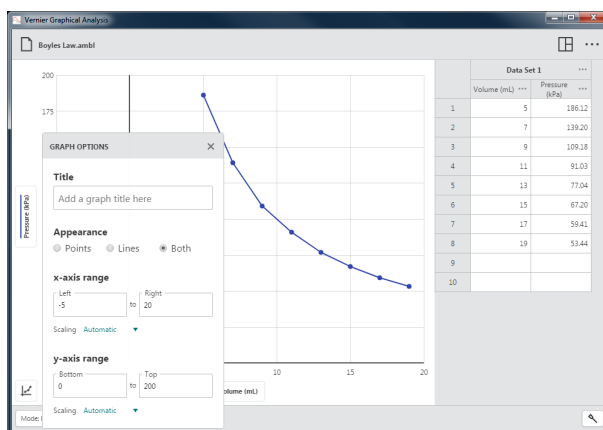 Vernier Graphical Analysis
Boyles Law.ambl
200
175
Pressure (kPa)
10
15
20
Volume (mL)
GRAPH OPTIONS
Title
Add a graph title here
Appearance
Points Lines Both
x-axis range
Left Right
-5 to 20
Scaling Automatic
y-axis range
Bottom Top
0 to 200
Scaling Automatic
Mode:
Data Set 1
Volume (mL) Pressure (kPa)
1 5 186.12
2 7 139.20
3 9 109.18
4 11 91.03
5 13 77.04
6 15 67.20
7 17 59.41
8 19 53.44
9
10